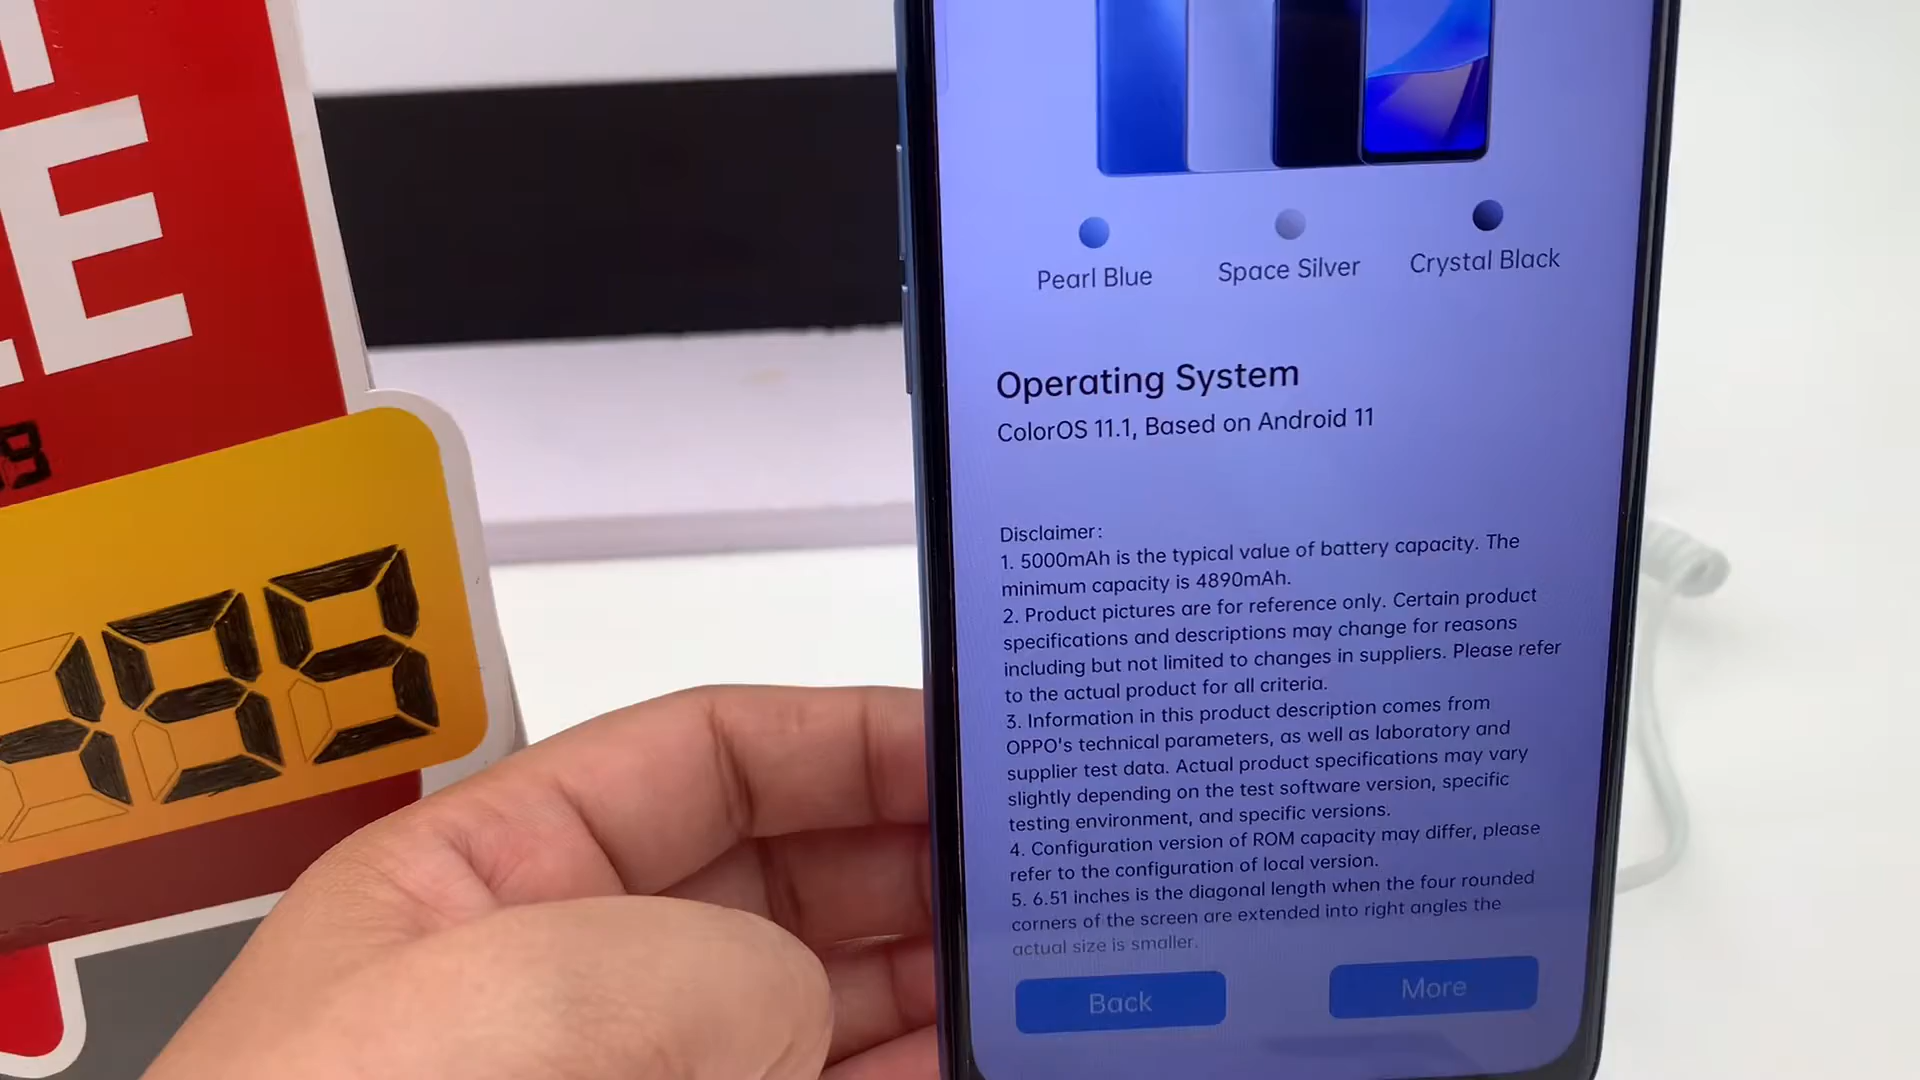 Pearl Blue
Space Silver
Crystal Black
Operating System
ColorOS 11.1, Based on Android 11
Disclaimer:
1. 5000mAh is the typical value of battery capacity. The
minimum capacity is 4890mAh.
2. Product pictures are for reference only. Certain product
specifications and descriptions may change for reasons
including but not limited to changes in suppliers. Please refer
to the actual product for all criteria.
3. Information in this product description comes from
OPPO's technical parameters, as well as laboratory and
supplier test data. Actual product specifications may vary
slightly depending on the test software version, specific
testing environment, and specific versions.
4. Configuration version of ROM capacity may differ, please
refer to the configuration of local version.
5. 6.51 inches is the diagonal length when the four rounded
corners of the screen are extended into right angles the
actual size is smaller.
Back
More